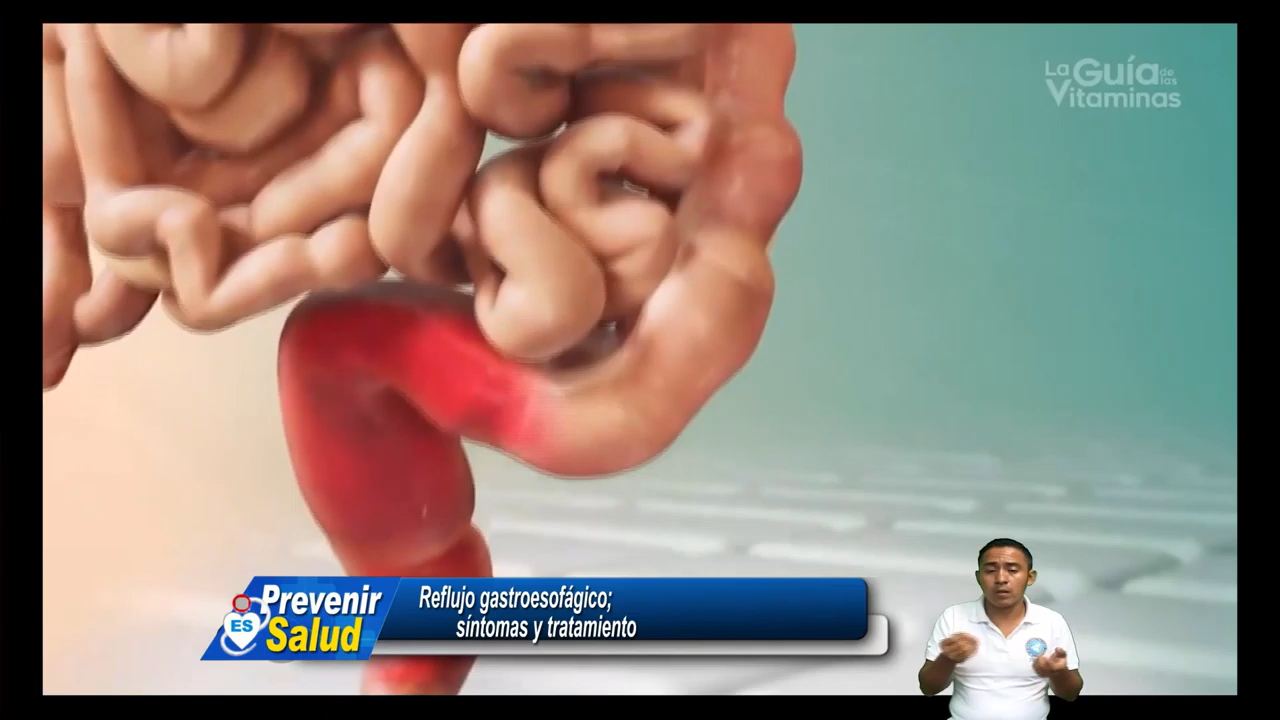 La Guía de las
Vitaminas
Prevenir
ES
Salud
Reflujo gastroesofágico;
síntomas y tratamiento